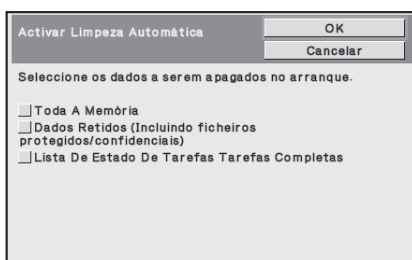 Activar Limpeza Automática
OK
Cancelar
Seleccione os dados a serem apagados no arranque.
Toda A Memória
Dados Retidos (Incluindo ficheiros
protegidos/confidenciais)
Lista De Estado De Tarefas Tarefas Completas